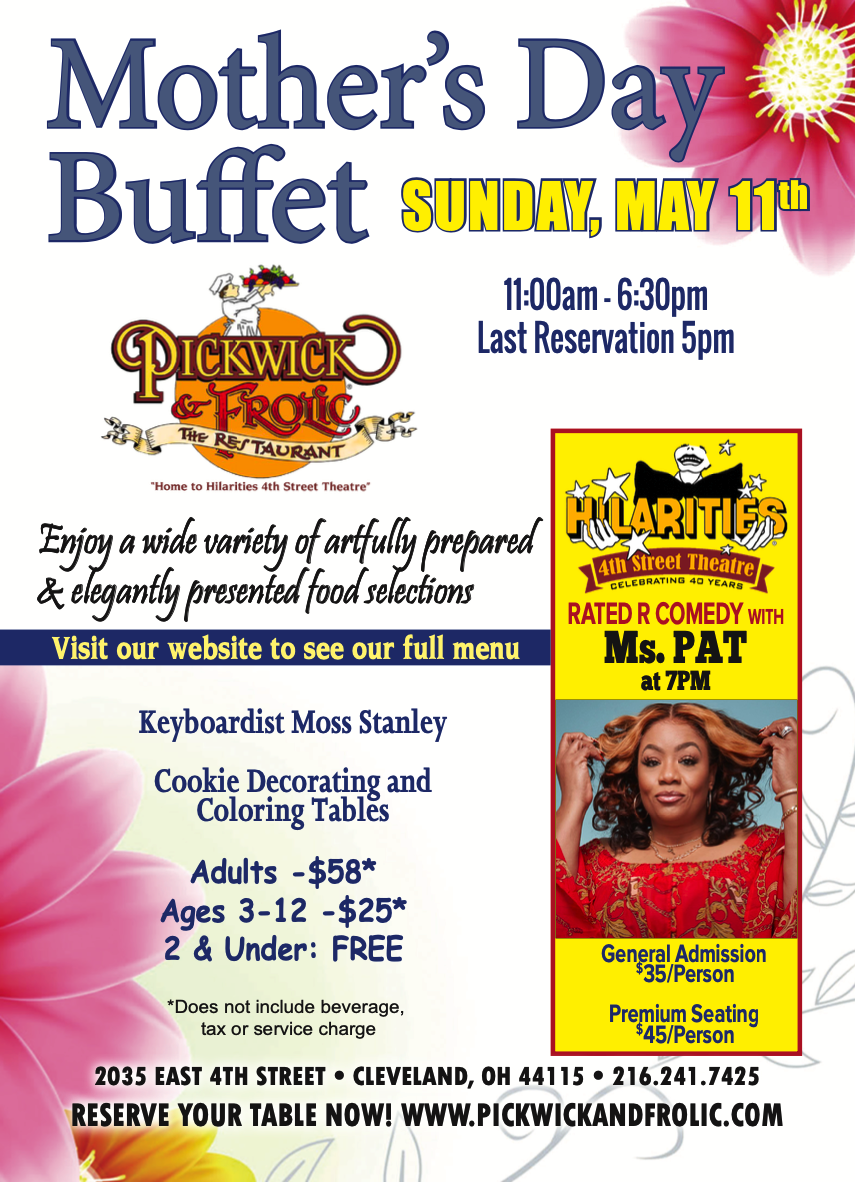 Mother's Day
Buffet SUNDAY, MAY 11th
11:00am - 6:30pm
Last Reservation 5pm
PICKWICK®
& FROLIC
THE RESTAURANT
"Home to Hilarities 4th Street Theatre"
Enjoy a wide variety of artfully prepared
& elegantly presented food selections
Visit our website to see our full menu
Keyboardist Moss Stanley
Cookie Decorating and
Coloring Tables
Adults -$58*
Ages 3-12 -$25*
2 & Under: FREE
*Does not include beverage,
tax or service charge
HILARITIES®
4th Street Theatre
CELEBRATING 40 YEARS
RATED R COMEDY WITH
Ms. PAT
at 7PM
General Admission
$35/Person
Premium Seating
$45/Person
2035 EAST 4TH STREET • CLEVELAND, OH 44115 • 216.241.7425
RESERVE YOUR TABLE NOW! WWW.PICKWICKANDFROLIC.COM